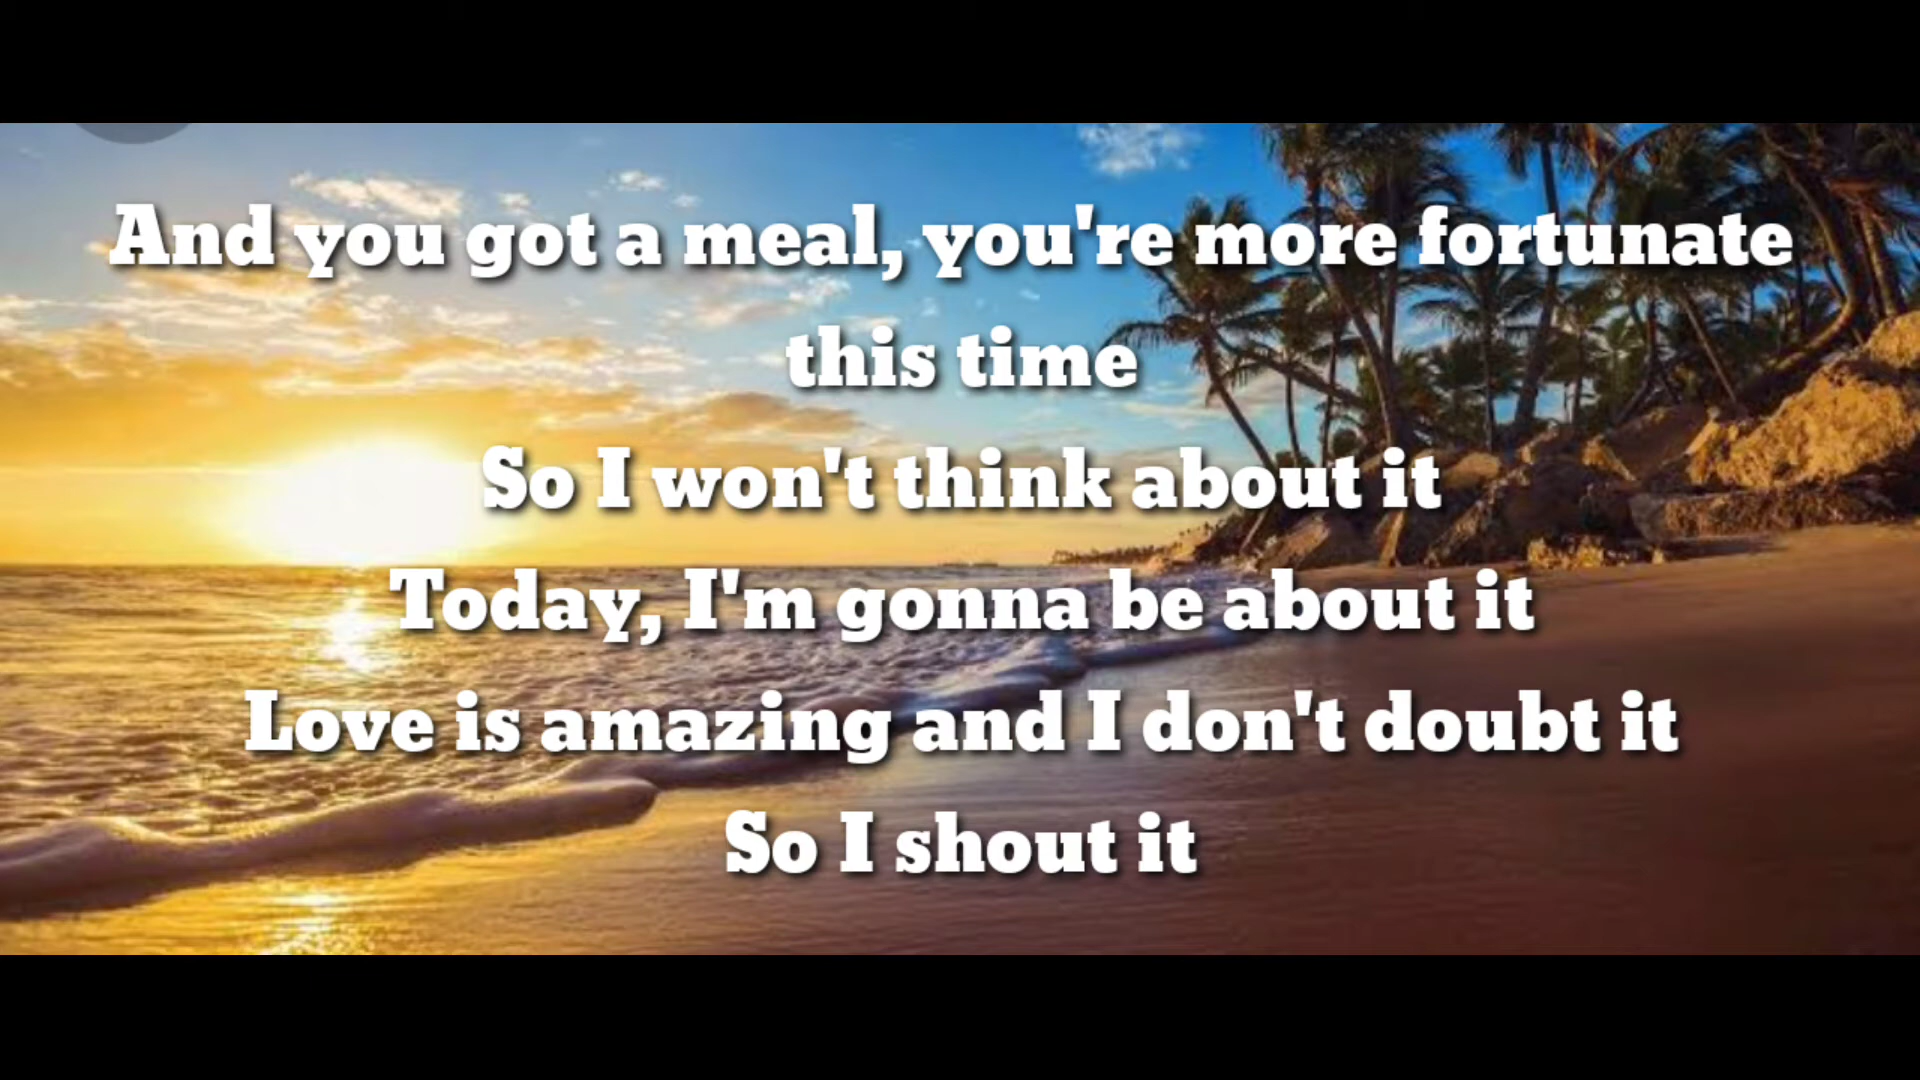 And you got a meal, you're more fortunate
this time
So I won't think about it
Today, I'm gonna be about it
Love is amazing and I don't doubt it
So I shout it